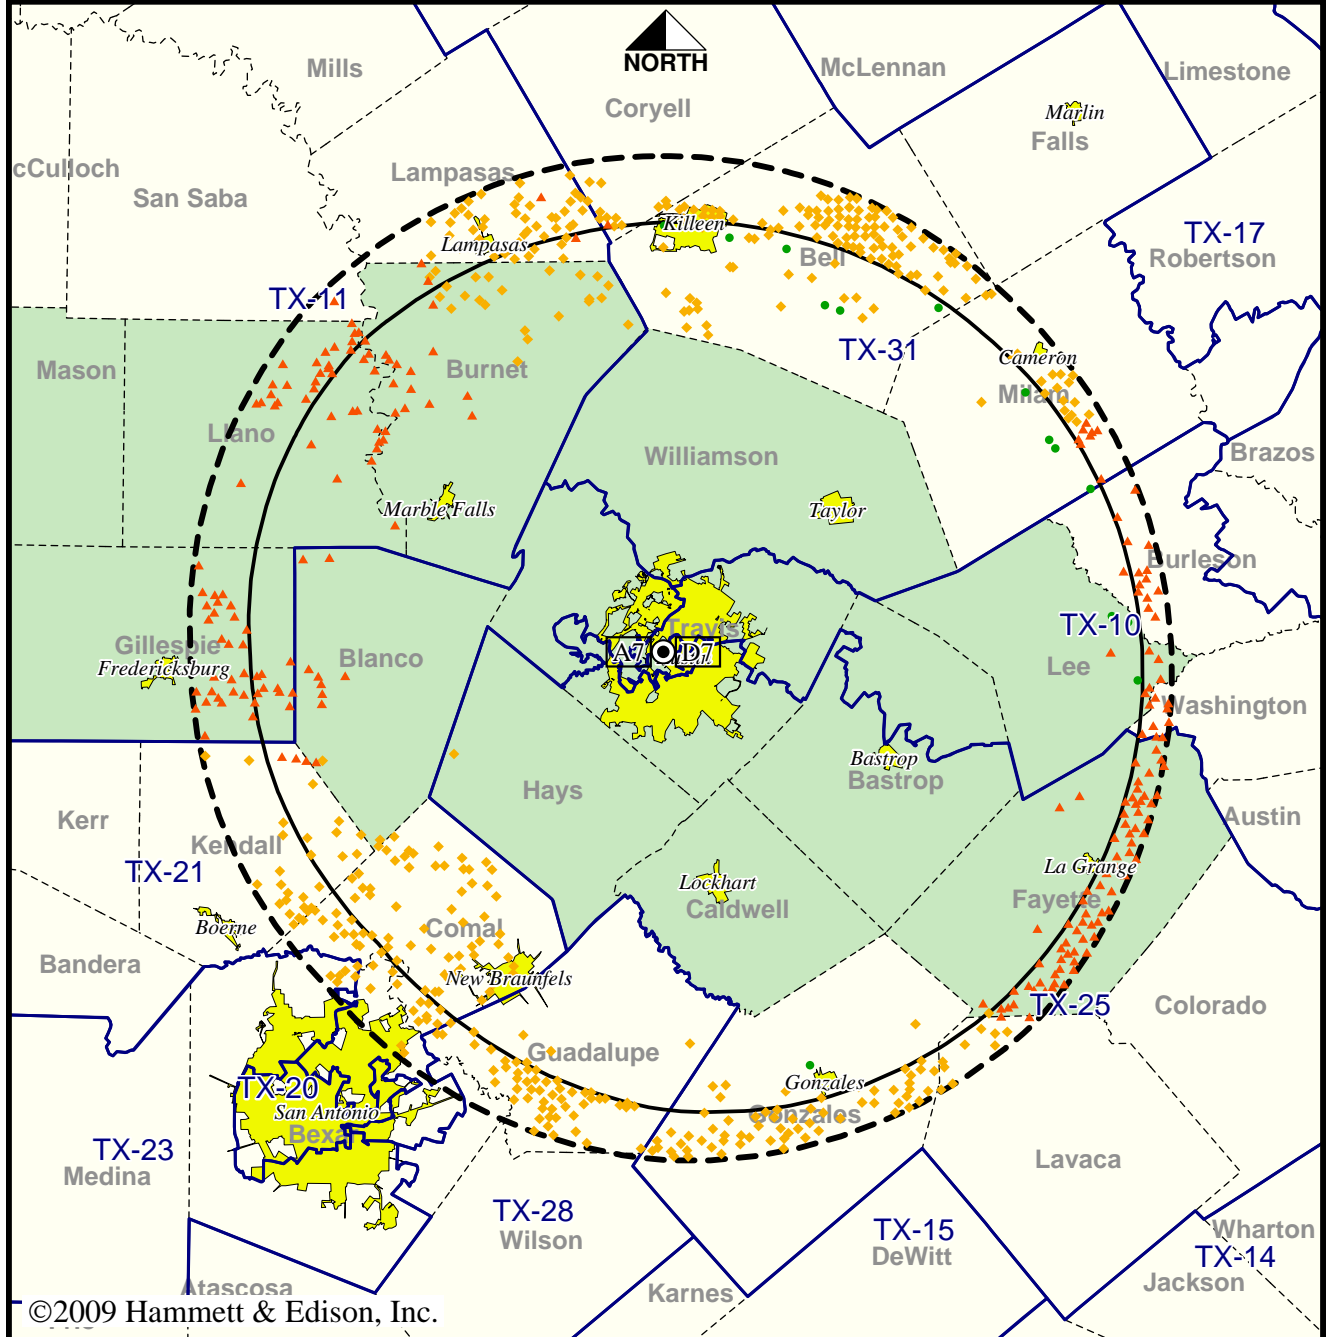 NORTH
Mills
McLennan
Limestone
Coryell
Marlin
Falls
cCulloch
San Saba
Lampasas
Killeen
Lampasas
Bell
TX-17
Robertson
TX-11
TX-31
Cameron
Milam
Mason
Burnet
Llano
Williamson
Brazos
Marble Falls
Taylor
Burleson
TX-10
Travis
Gillespie
Fredericksburg
Blanco
A7
D7
Lee
Washington
Bastrop
Bastrop
Hays
Kerr
Kendall
Austin
TX-21
La Grange
Lockhart
Caldwell
Fayette
Boerne
Comal
Bandera
New Braunfels
TX-25
Colorado
Guadalupe
TX-20
San Antonio
Gonzales
Gonzales
Bexar
TX-23
Medina
Lavaca
TX-28
Wilson
TX-15
DeWitt
Wharton
TX-14
Jackson
Atascosa
Karnes
©2009 Hammett & Edison, Inc.